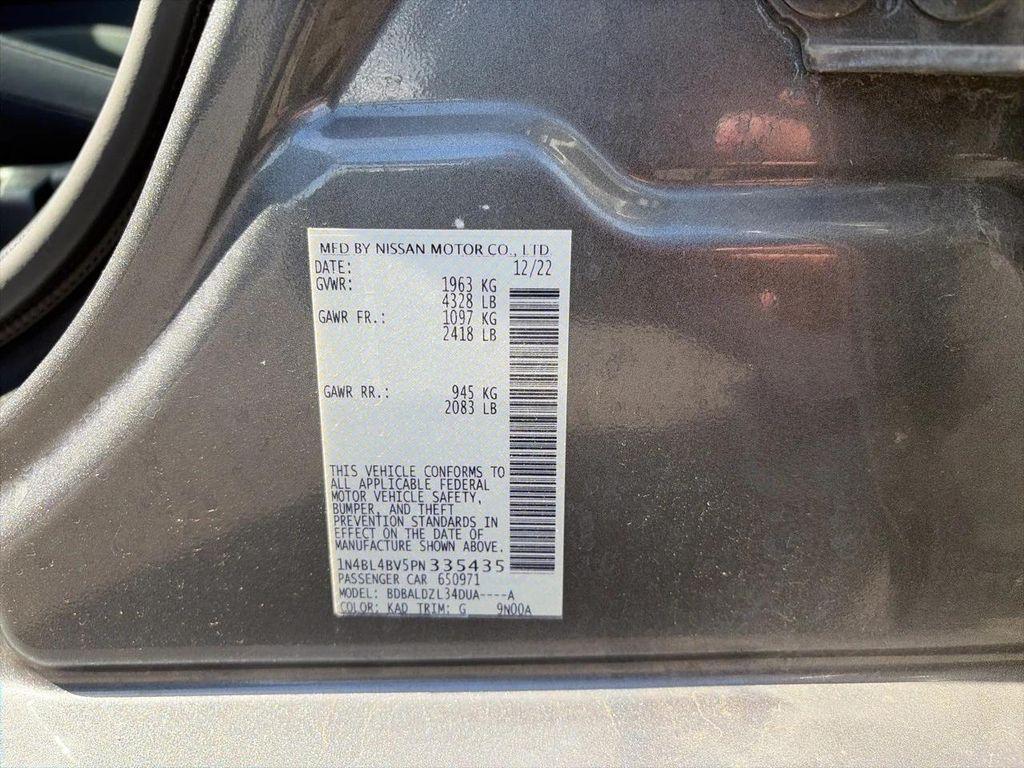 MFD BY NISSAN MOTOR CO., LTD.
DATE: 12/22
GVWR: 1963 KG
4328 LB
GAWR FR.: 1097 KG
2418 LB
GAWR RR.: 945 KG
2083 LB
THIS VEHICLE CONFORMS TO
ALL APPLICABLE FEDERAL
MOTOR VEHICLE SAFETY,
BUMPER, AND THEFT
PREVENTION STANDARDS IN
EFFECT ON THE DATE OF
MANUFACTURE SHOWN ABOVE.
1N4BL4BV5PN335435
PASSENGER CAR 650971
MODEL: BDBALDZL34DUA----A
COLOR: KAD TRIM: G 9N00A